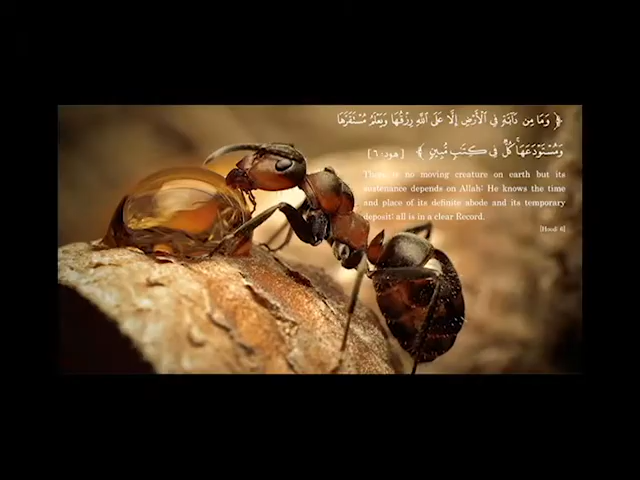 ﴿ وَمَا مِن دَآبَّةٍ فِي ٱلْأَرْضِ إِلَّا عَلَى ٱللَّهِ رِزْقُهَا وَيَعْلَمُ مُسْتَقَرَّهَا
وَمُسْتَوْدَعَهَا كُلٌّ فِي كِتَٰبٍ مُّبِينٍ ﴾ [هود:٦]
There is no moving creature on earth but its
sustenance depends on Allah: He knows the time
and place of its definite abode and its temporary
deposit: all is in a clear Record.
[Hood: 6]